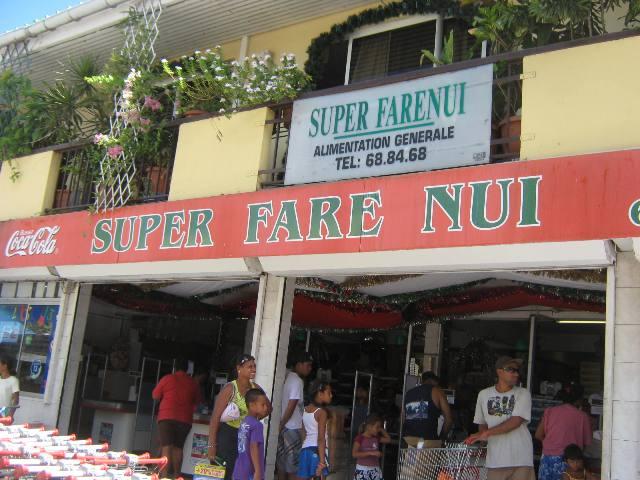 SUPER FARENUI
ALIMENTATION GENERALE
TEL: 68.84.68
Coca-Cola
SUPER FARE NUI